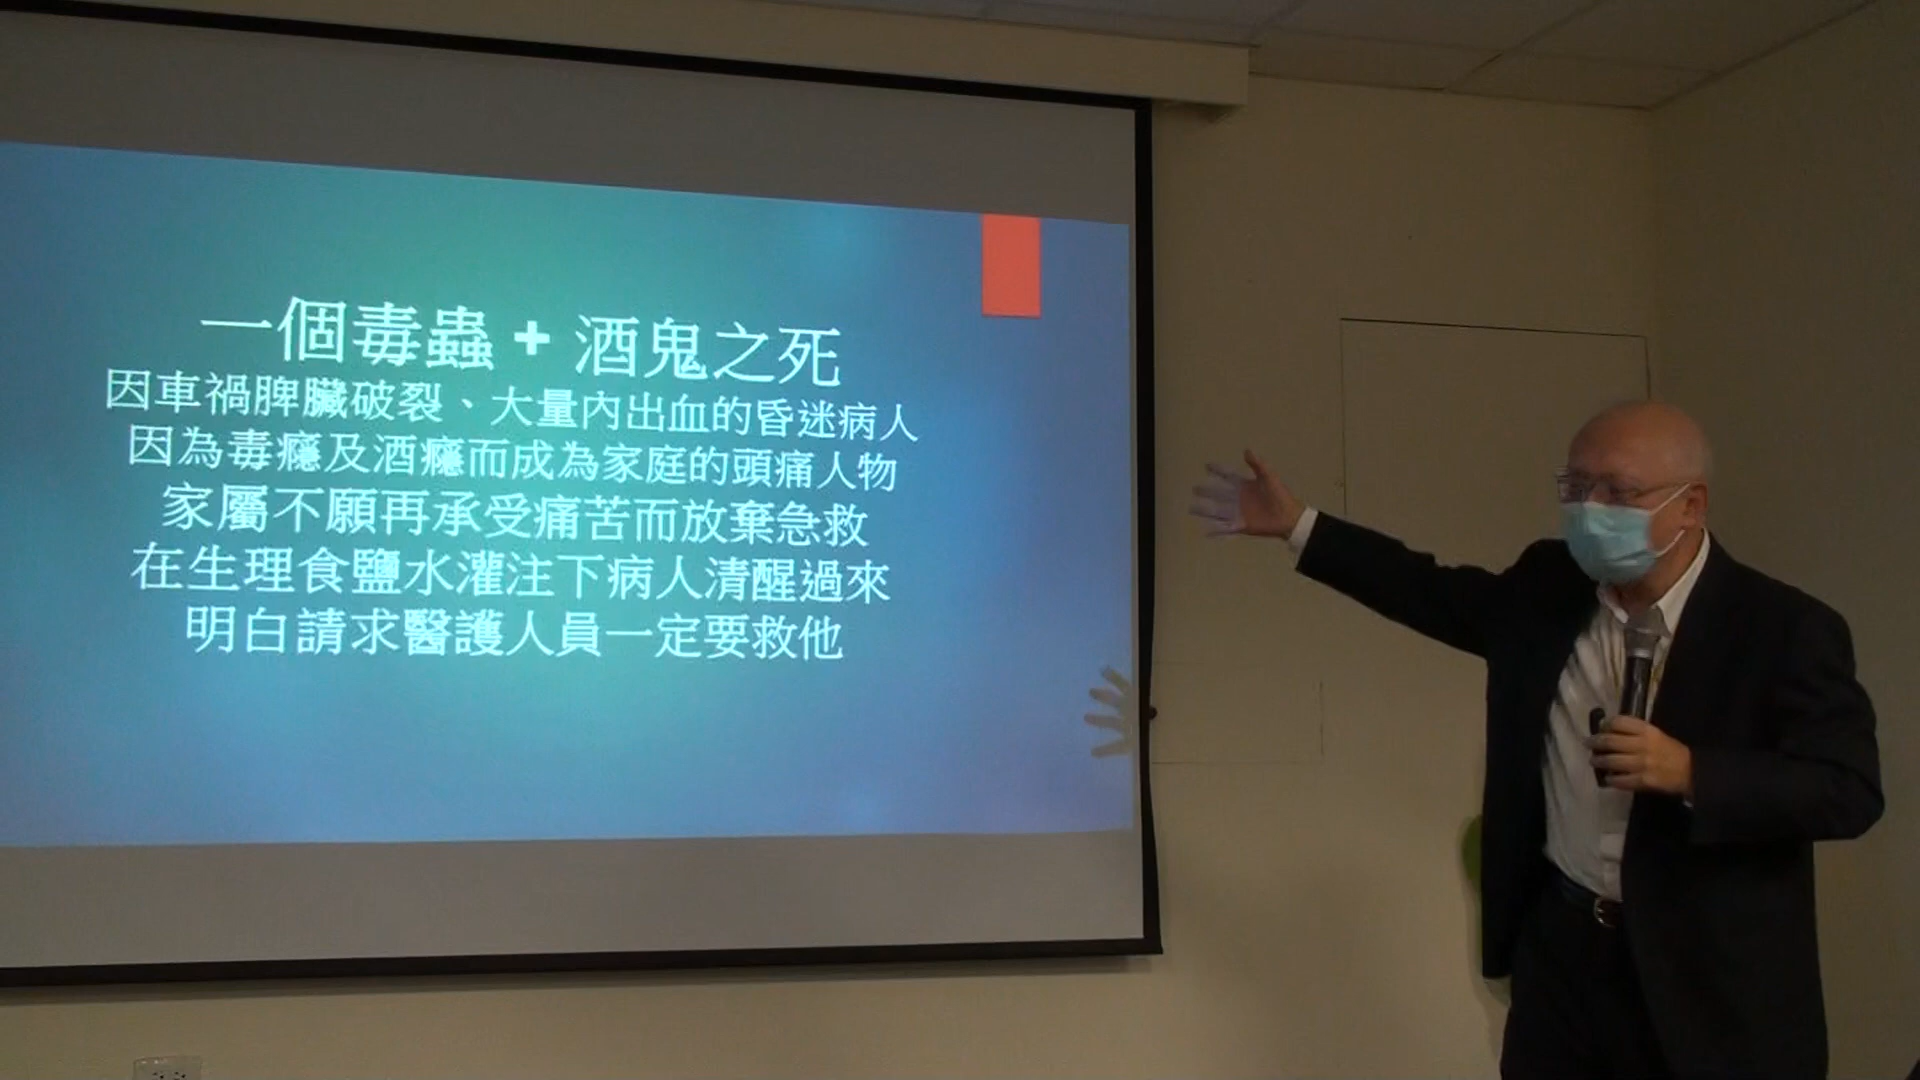 一個毒蟲 + 酒鬼之死
因車禍脾臟破裂、大量內出血的昏迷病人
因為毒癮及酒癮而成為家庭的頭痛人物
家屬不願再承受痛苦而放棄急救
在生理食鹽水灌注下病人清醒過來
明白請求醫護人員一定要救他